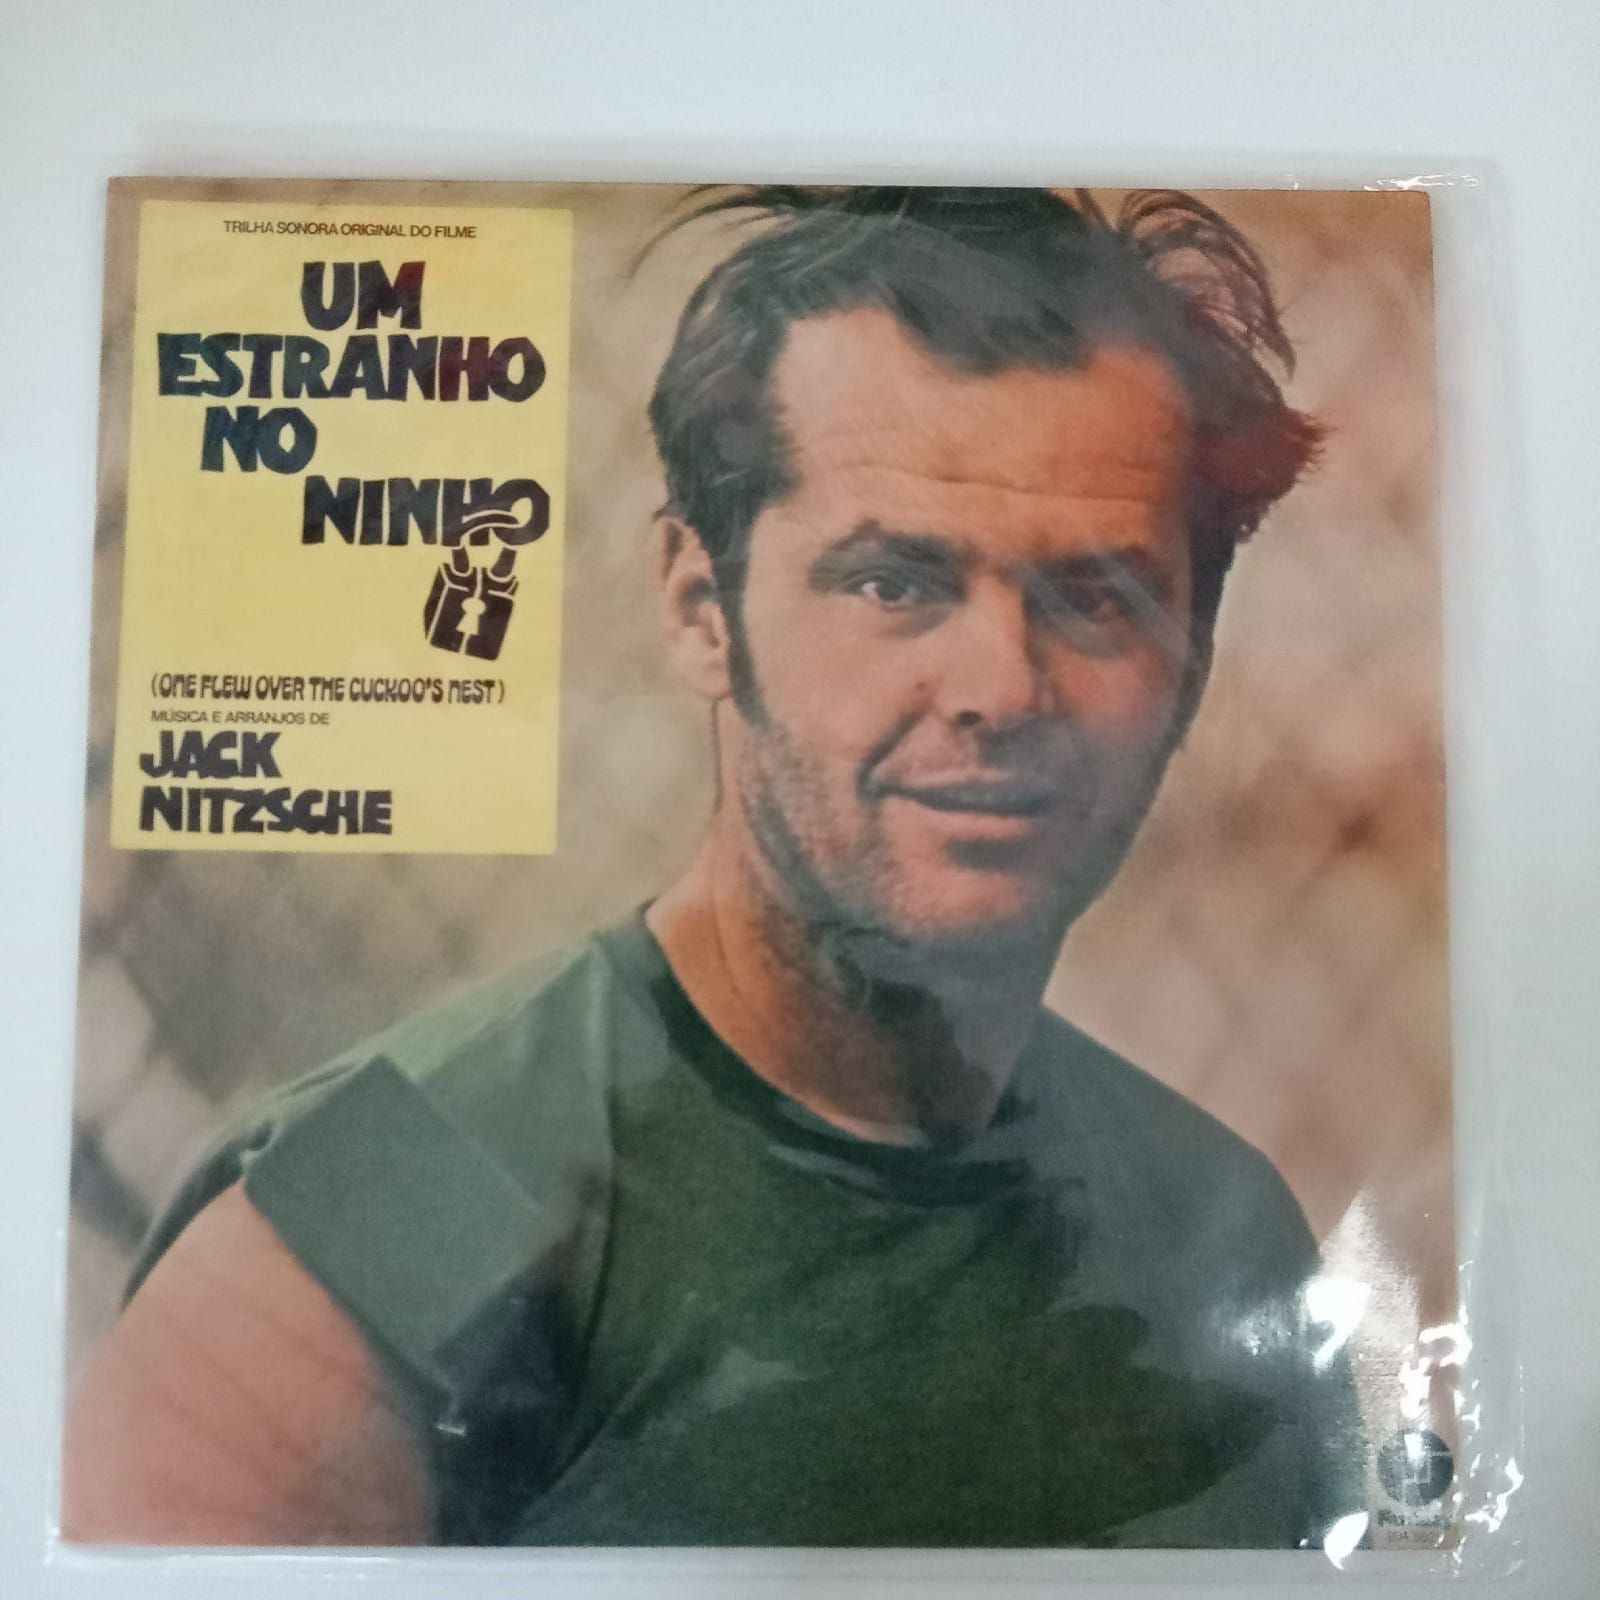 TRILHA SONORA ORIGINAL DO FILME
UM
ESTRANHO
NO
NINHO
(ONE FLEW OVER THE CUCKOO'S NEST)
MÚSICA E ARRANJOS DE
JACK
NITZSCHE